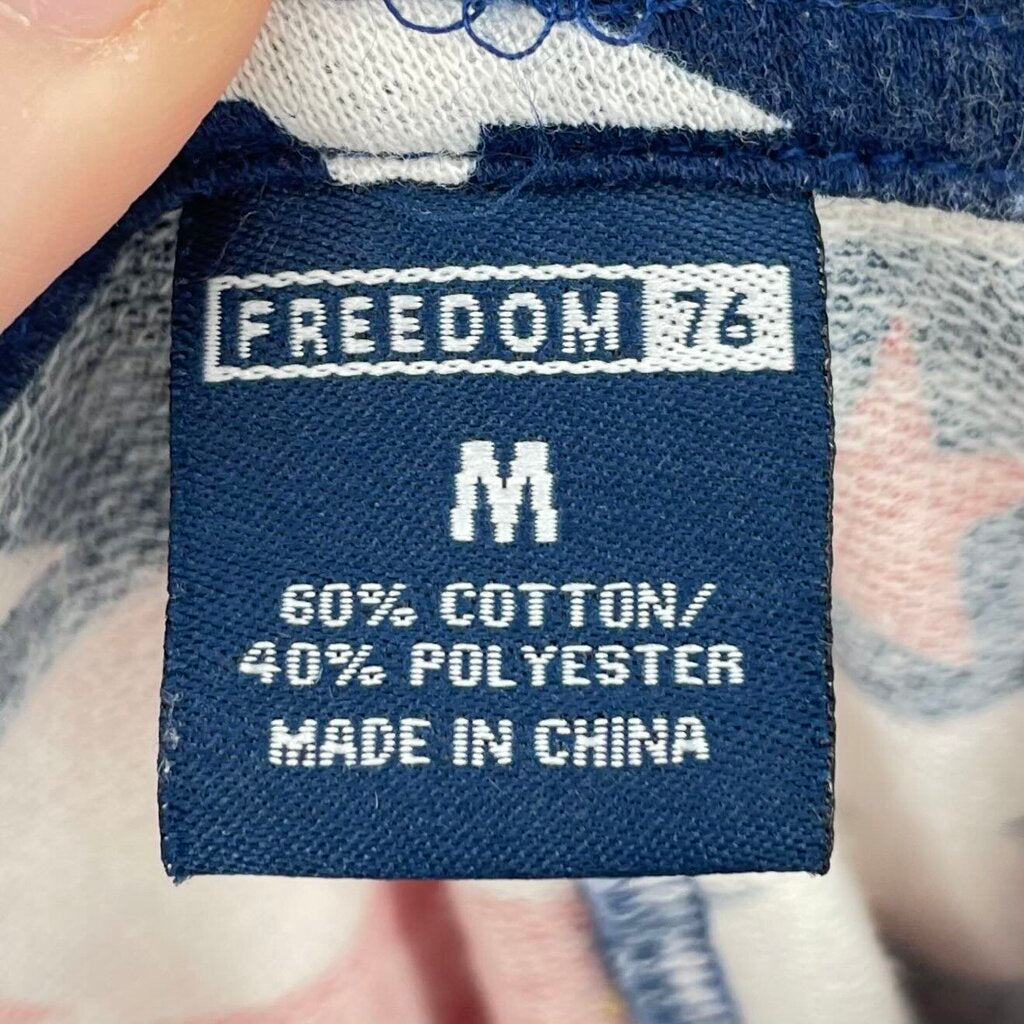 FREEDOM 76
M
60% COTTON/
40% POLYESTER
MADE IN CHINA